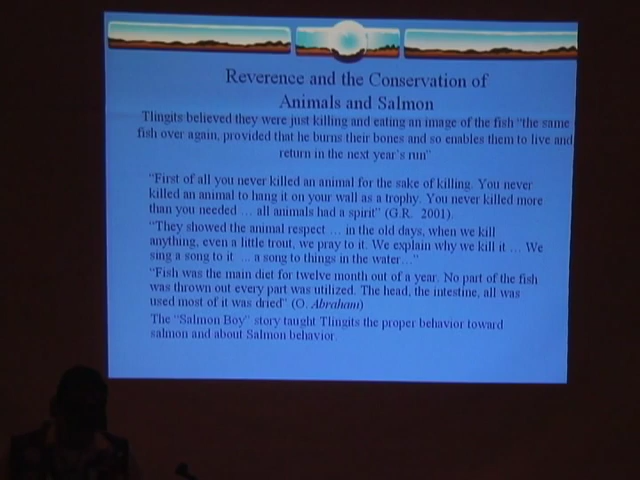 Reverence and the Conservation of
Animals and Salmon
Tlingits believed they were just killing and eating an image of the fish "the same
fish over again, provided that he burns their bones and so enables them to live and
return in the next year's run"
"First of all you never killed an animal for the sake of killing. You never
killed an animal to hang it on your wall as a trophy. You never killed more
than you needed … all animals had a spirit" (G.R. 2001).
"They showed the animal respect … in the old days, when we kill
anything, even a little trout, we pray to it. We explain why we kill it … We
sing a song to it … a song to things in the water…"
"Fish was the main diet for twelve month out of a year. No part of the fish
was thrown out every part was utilized. The head, the intestine, all was
used most of it was dried" (O. Abraham)
The "Salmon Boy" story taught Tlingits the proper behavior toward
salmon and about Salmon behavior.